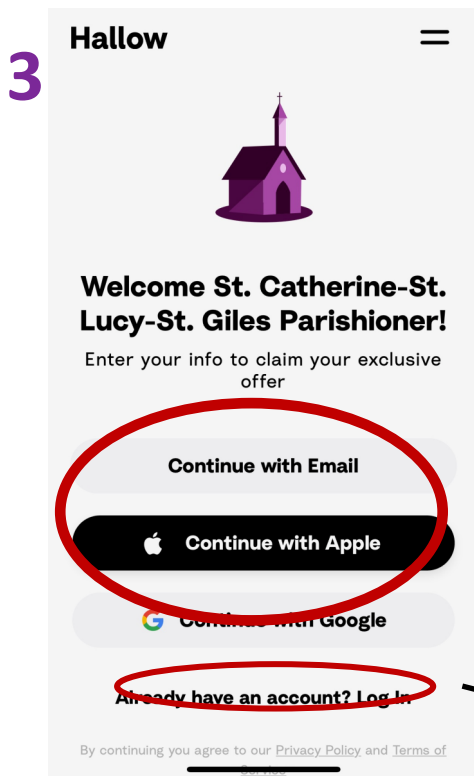 Hallow
3
Welcome St. Catherine-St.
Lucy-St. Giles Parishioner!
Enter your info to claim your exclusive
offer
Continue with Email
Continue with Apple
Continue with Google
Already have an account? Log In
By continuing you agree to our Privacy Policy and Terms of
Service